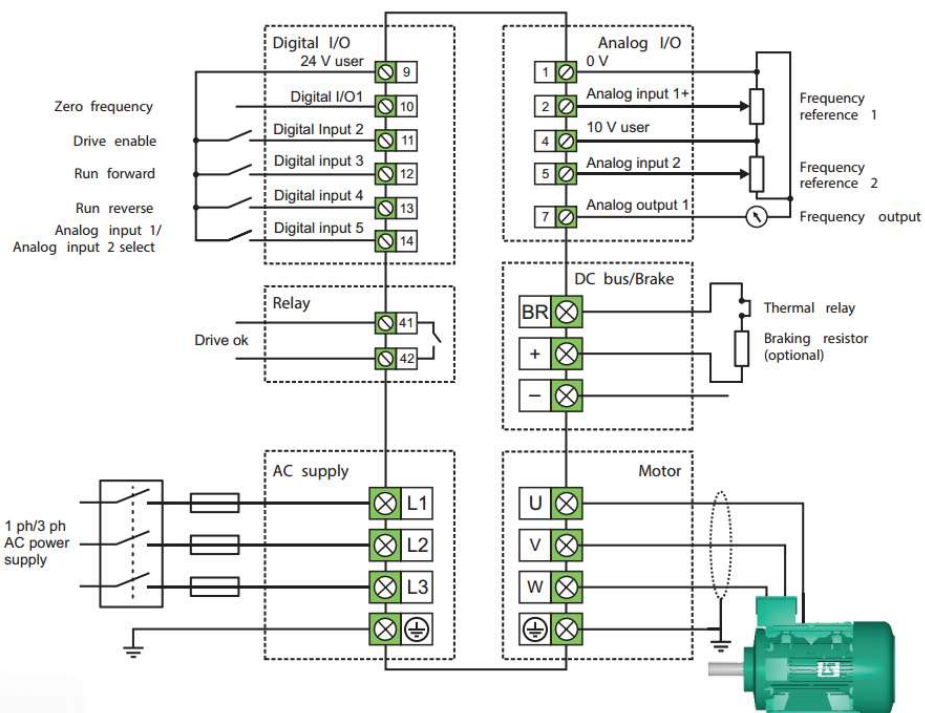 Digital I/O
24 V user
9
Zero frequency
Digital I/O1
10
Drive enable
Digital Input 2
11
Run forward
Digital input 3
12
Run reverse
Digital input 4
13
Analog input 1/
Analog input 2 select
Digital input 5
14
Analog I/O
0 V
1
Analog input 1+
2
Frequency
reference 1
10 V user
4
Analog input 2
5
Frequency
reference 2
Analog output 1
7
Frequency output
Relay
Drive ok
41
42
DC bus/Brake
BR
+
–
Thermal relay
Braking resistor
(optional)
AC supply
1 ph/3 ph
AC power
supply
L1
L2
L3
Motor
U
V
W